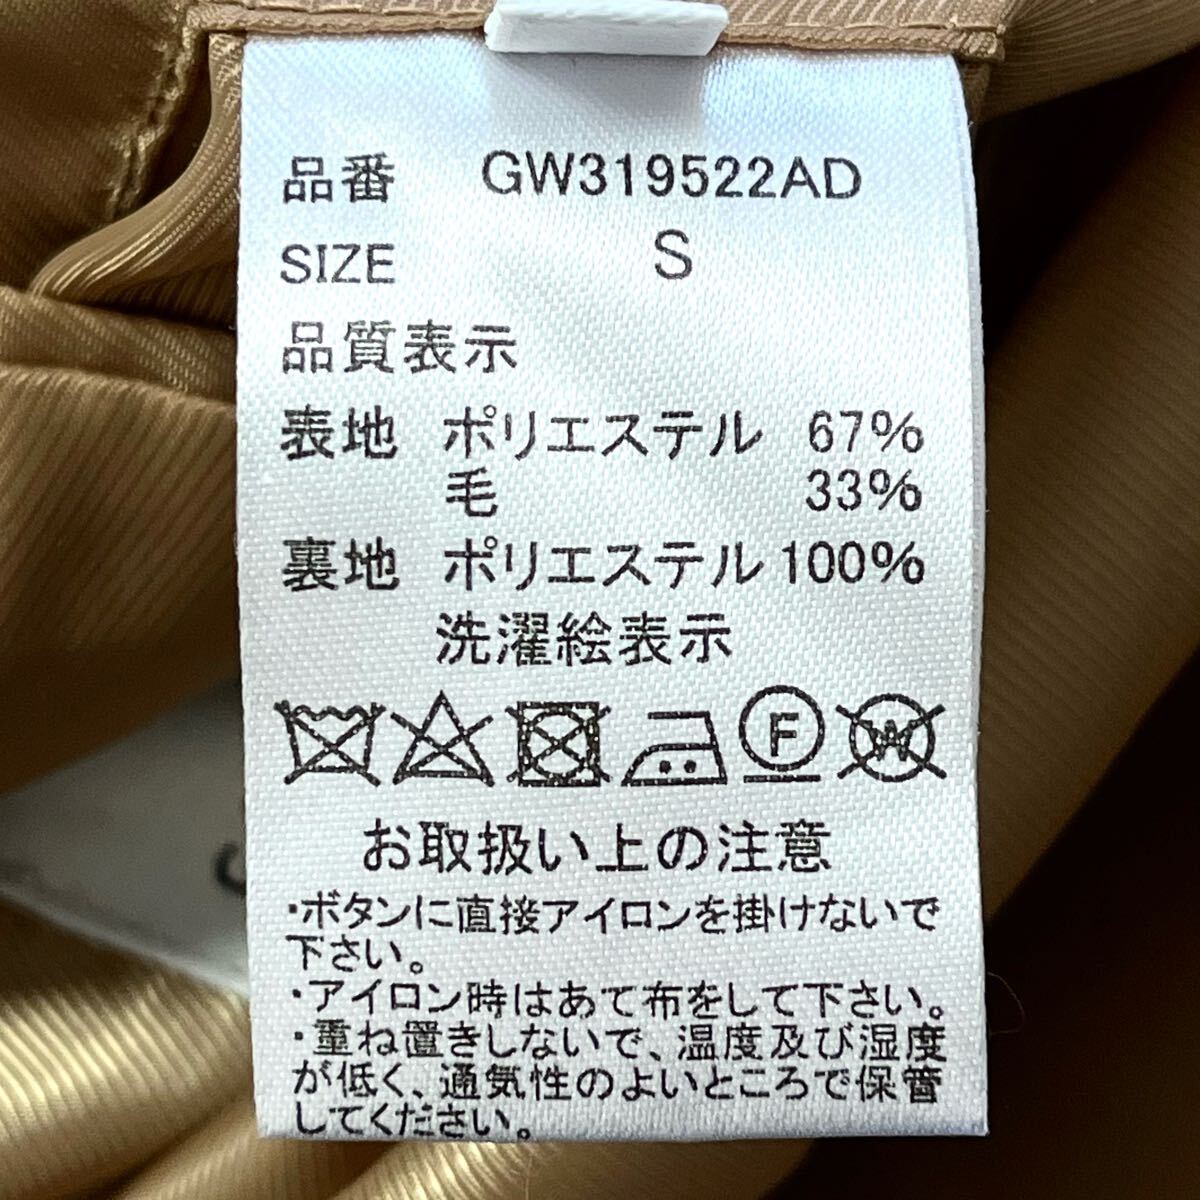 品番 GW319522AD
SIZE S
品質表示
表地 ポリエステル 67%
毛 33%
裏地 ポリエステル 100%
洗濯絵表示
F W
お取扱い上の注意
・ボタンに直接アイロンを掛けないで
下さい。
・アイロン時はあて布をして下さい。
・重ね置きしないで、温度及び湿度
が低く、通気性のよいところで保管
してください。